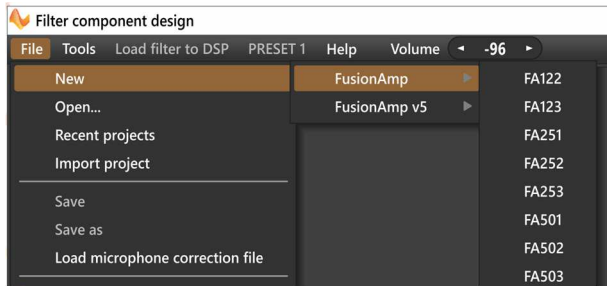 Filter component design
File Tools Load filter to DSP PRESET 1 Help Volume -96
New FusionAmp FA122
Open... FusionAmp v5 FA123
Recent projects FA251
Import project FA252
FA253
Save FA501
Save as FA502
Load microphone correction file FA503